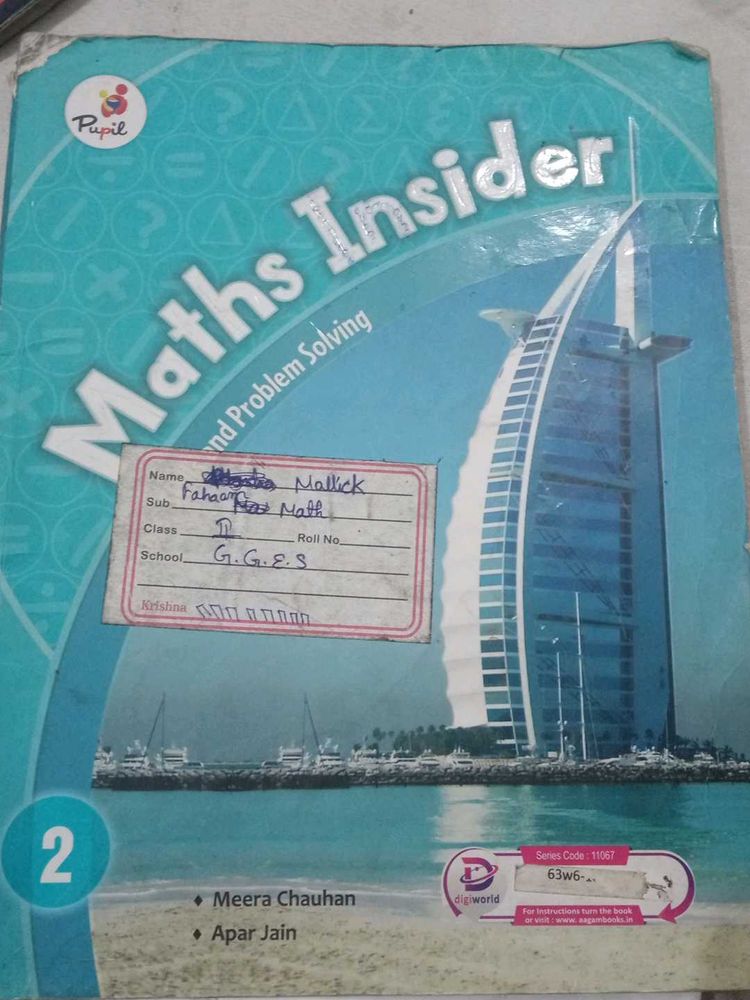 Pupil
Maths Insider
and Problem Solving
Name Mallick
Fahaam
Sub Math
Class II Roll No
School G.G.E.S
Krishna
2
Meera Chauhan
Apar Jain
digiworld
Series Code : 11067
63w6-
For Instructions turn the book
or visit : www. aagambooks.in